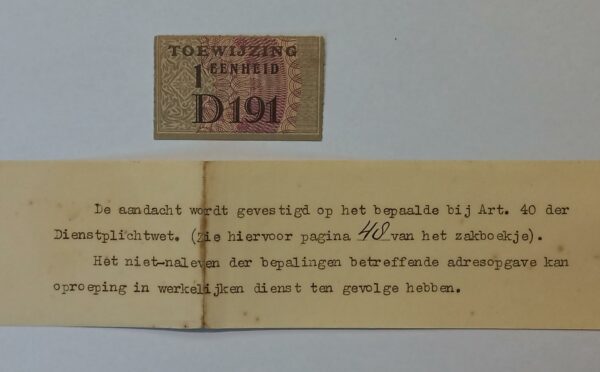 TOEWIJZING
1 EENHEID
D191
De aandacht wordt gevestigd op het bepaalde bij Art. 40 der
Dienstplichtwet. (Zie hiervoor pagina 48 van het zakboekje).
Het niet-naleven der bepalingen betreffende adresopgave kan
oproeping in werkelijken dienst ten gevolge hebben.